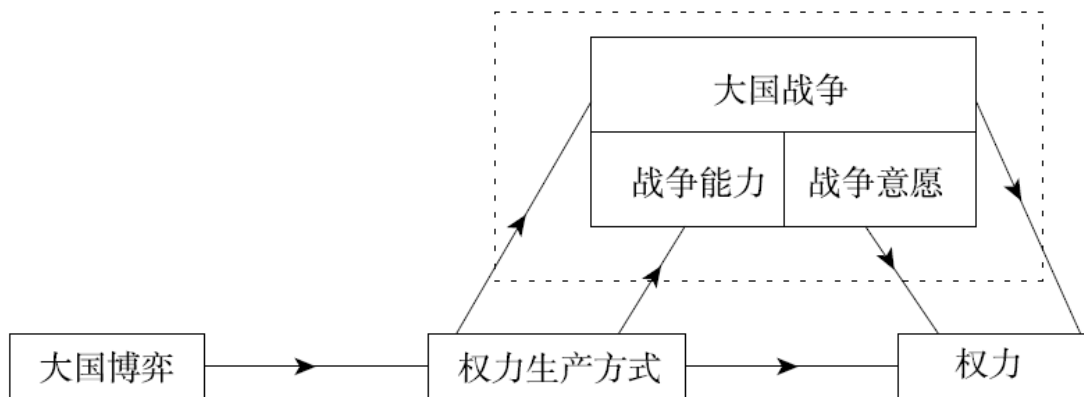 大国战争
战争能力
战争意愿
大国博弈
权力生产方式
权力